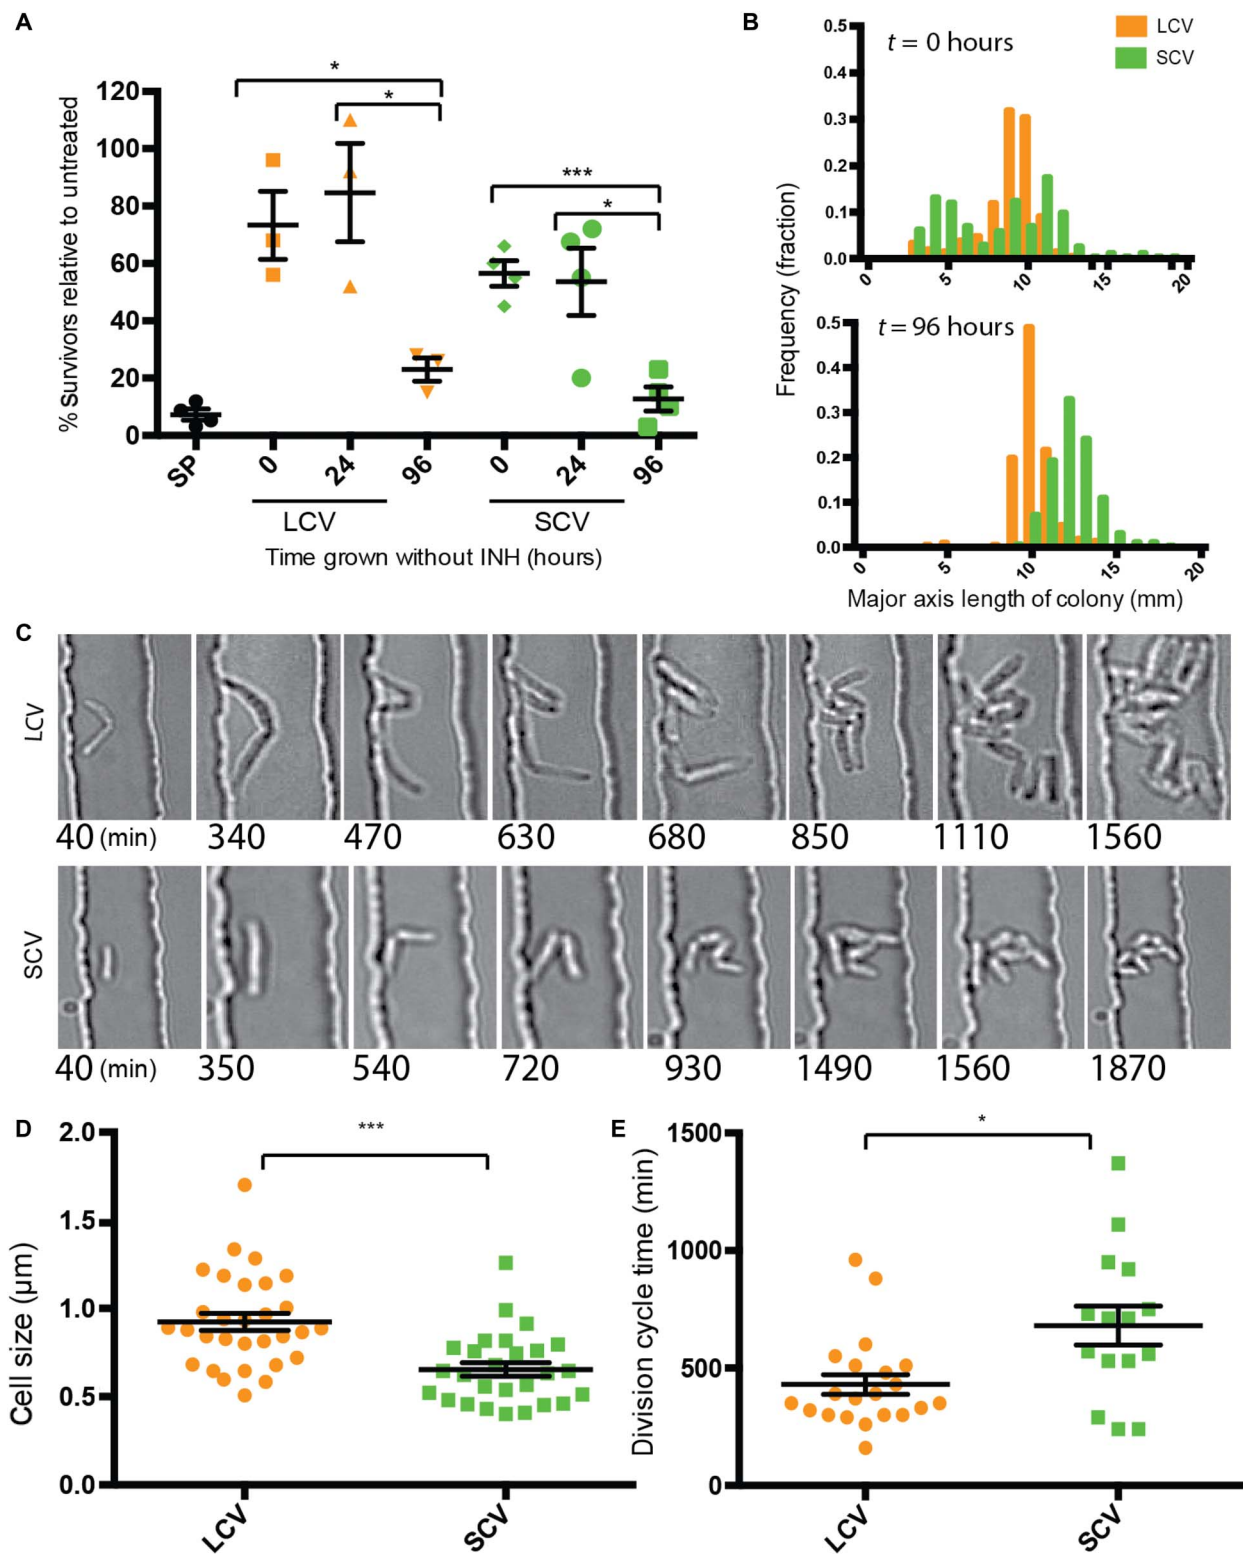 A
% survivors relative to untreated
120
100
80
60
40
20
0
*
*
***
*
SP
0
24
96
0
24
96
LCV
SCV
Time grown without INH (hours)
B
LCV
SCV
Frequency (fraction)
t = 0 hours
0.5
0.4
0.3
0.2
0.1
0.0
0
5
10
15
20
t = 96 hours
0.5
0.4
0.3
0.2
0.1
0.0
0
5
10
15
20
Major axis length of colony (mm)
C
LCV
40 (min) 340 470 630 680 850 1110 1560
SCV
40 (min) 350 540 720 930 1490 1560 1870
D
Cell size (µm)
2.0
1.5
1.0
0.5
0.0
***
LCV
SCV
E
Division cycle time (min)
1500
1000
500
0
*
LCV
SCV